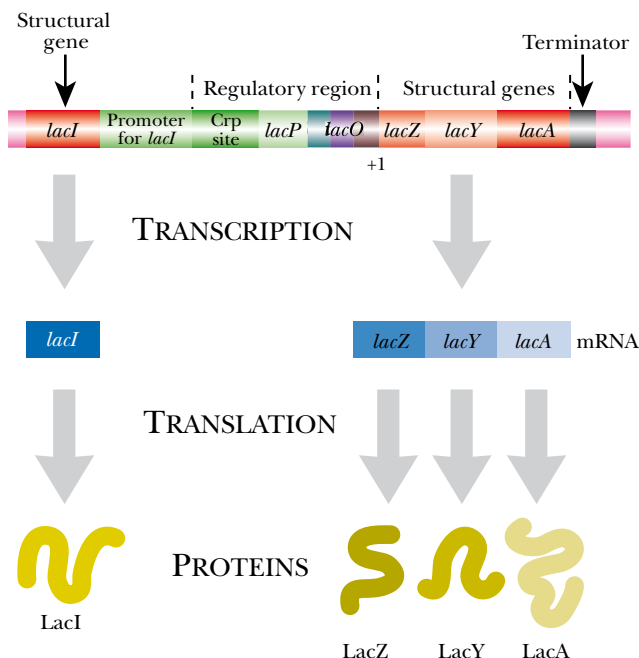 Structural
gene
Terminator
Regulatory region
Structural genes
lacI
Promoter
for lacI
Crp
site
lacP
lacO
lacZ
lacY
lacA
+1
TRANSCRIPTION
lacI
lacZ
lacY
lacA
mRNA
TRANSLATION
PROTEINS
LacI
LacZ
LacY
LacA